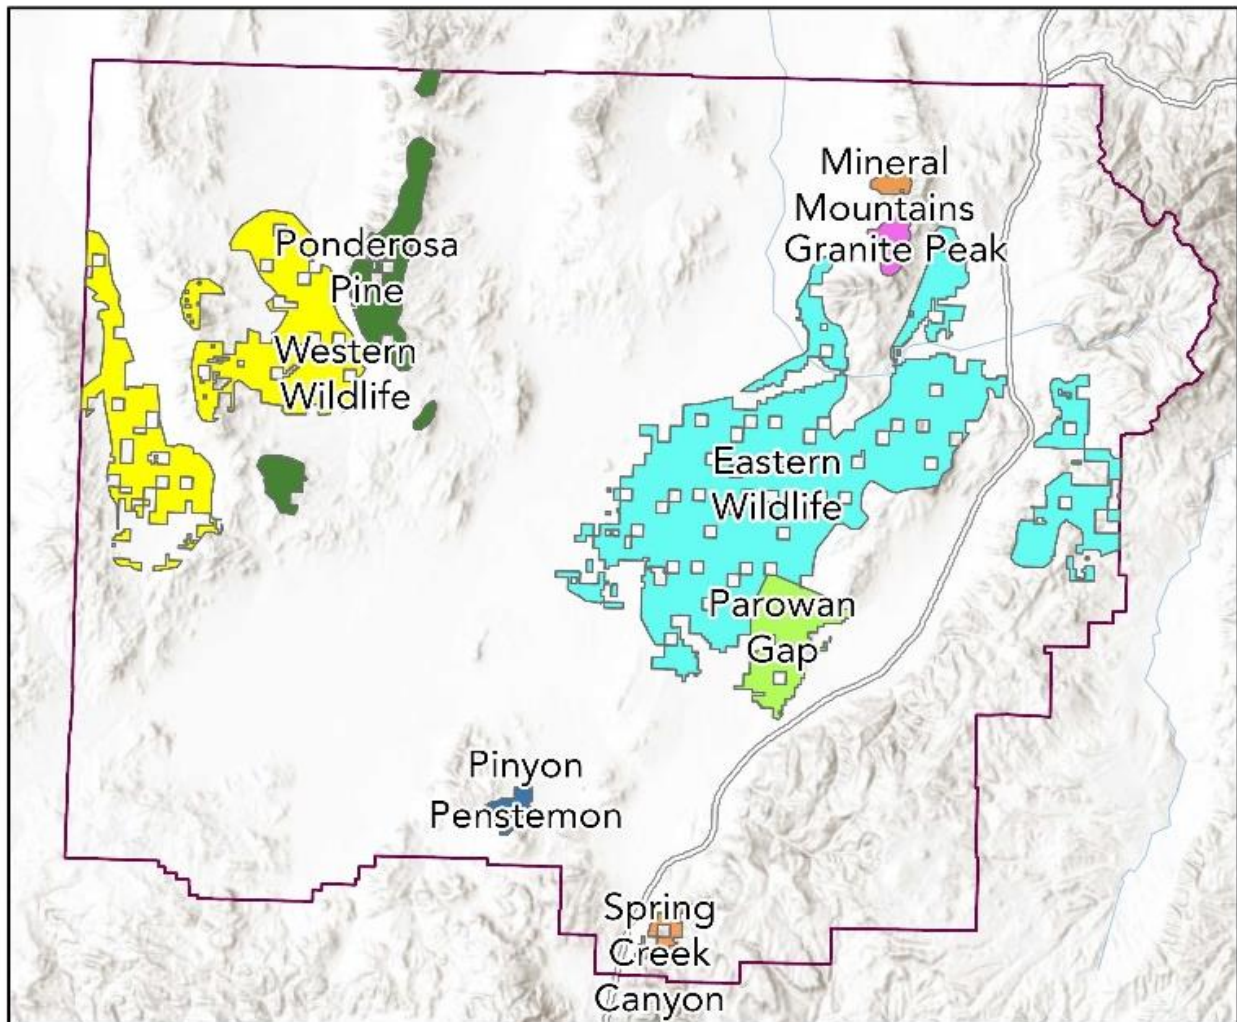 Mineral
Mountains
Granite Peak
Ponderosa
Pine
Western
Wildlife
Eastern
Wildlife
Parowan
Gap
Pinyon
Penstemon
Spring
Creek
Canyon